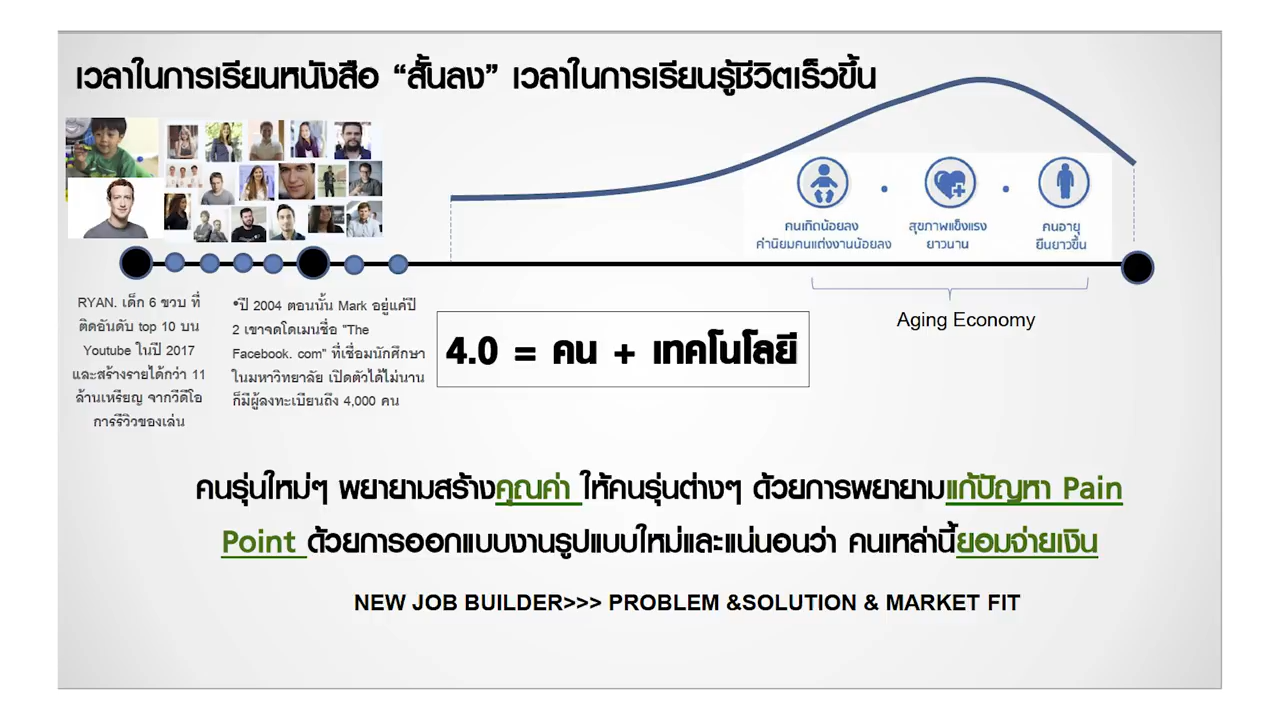 เวลาในการเรียนหนังสือ “สั้นลง” เวลาในการเรียนรู้ชีวิตเร็วขึ้น
คนเกิดน้อยลง
ค่านิยมคนแต่งงานน้อยลง
สุขภาพแข็งแรง
ยาวนาน
คนอายุ
ยืนยาวขึ้น
Aging Economy
RYAN. เด็ก 6 ขวบ ที่
ติดอันดับ top 10 บน
Youtube ในปี 2017
และสร้างรายได้กว่า 11
ล้านเหรียญ จากวีดีโอ
การรีวิวของเล่น
*ปี 2004 ตอนนั้น Mark อยู่แค่ปี
2 เขาจดโดเมนชื่อ "The
Facebook. com" ที่เชื่อมนักศึกษา
ในมหาวิทยาลัย เปิดตัวได้ไม่นาน
ก็มีผู้ลงทะเบียนถึง 4,000 คน
4.0 = คน + เทคโนโลยี
คนรุ่นใหม่ๆ พยายามสร้างคุณค่า ให้คนรุ่นต่างๆ ด้วยการพยายามแก้ปัญหา Pain
Point ด้วยการออกแบบงานรูปแบบใหม่และแน่นอนว่า คนเหล่านี้ยอมจ่ายเงิน
NEW JOB BUILDER>>> PROBLEM &SOLUTION & MARKET FIT